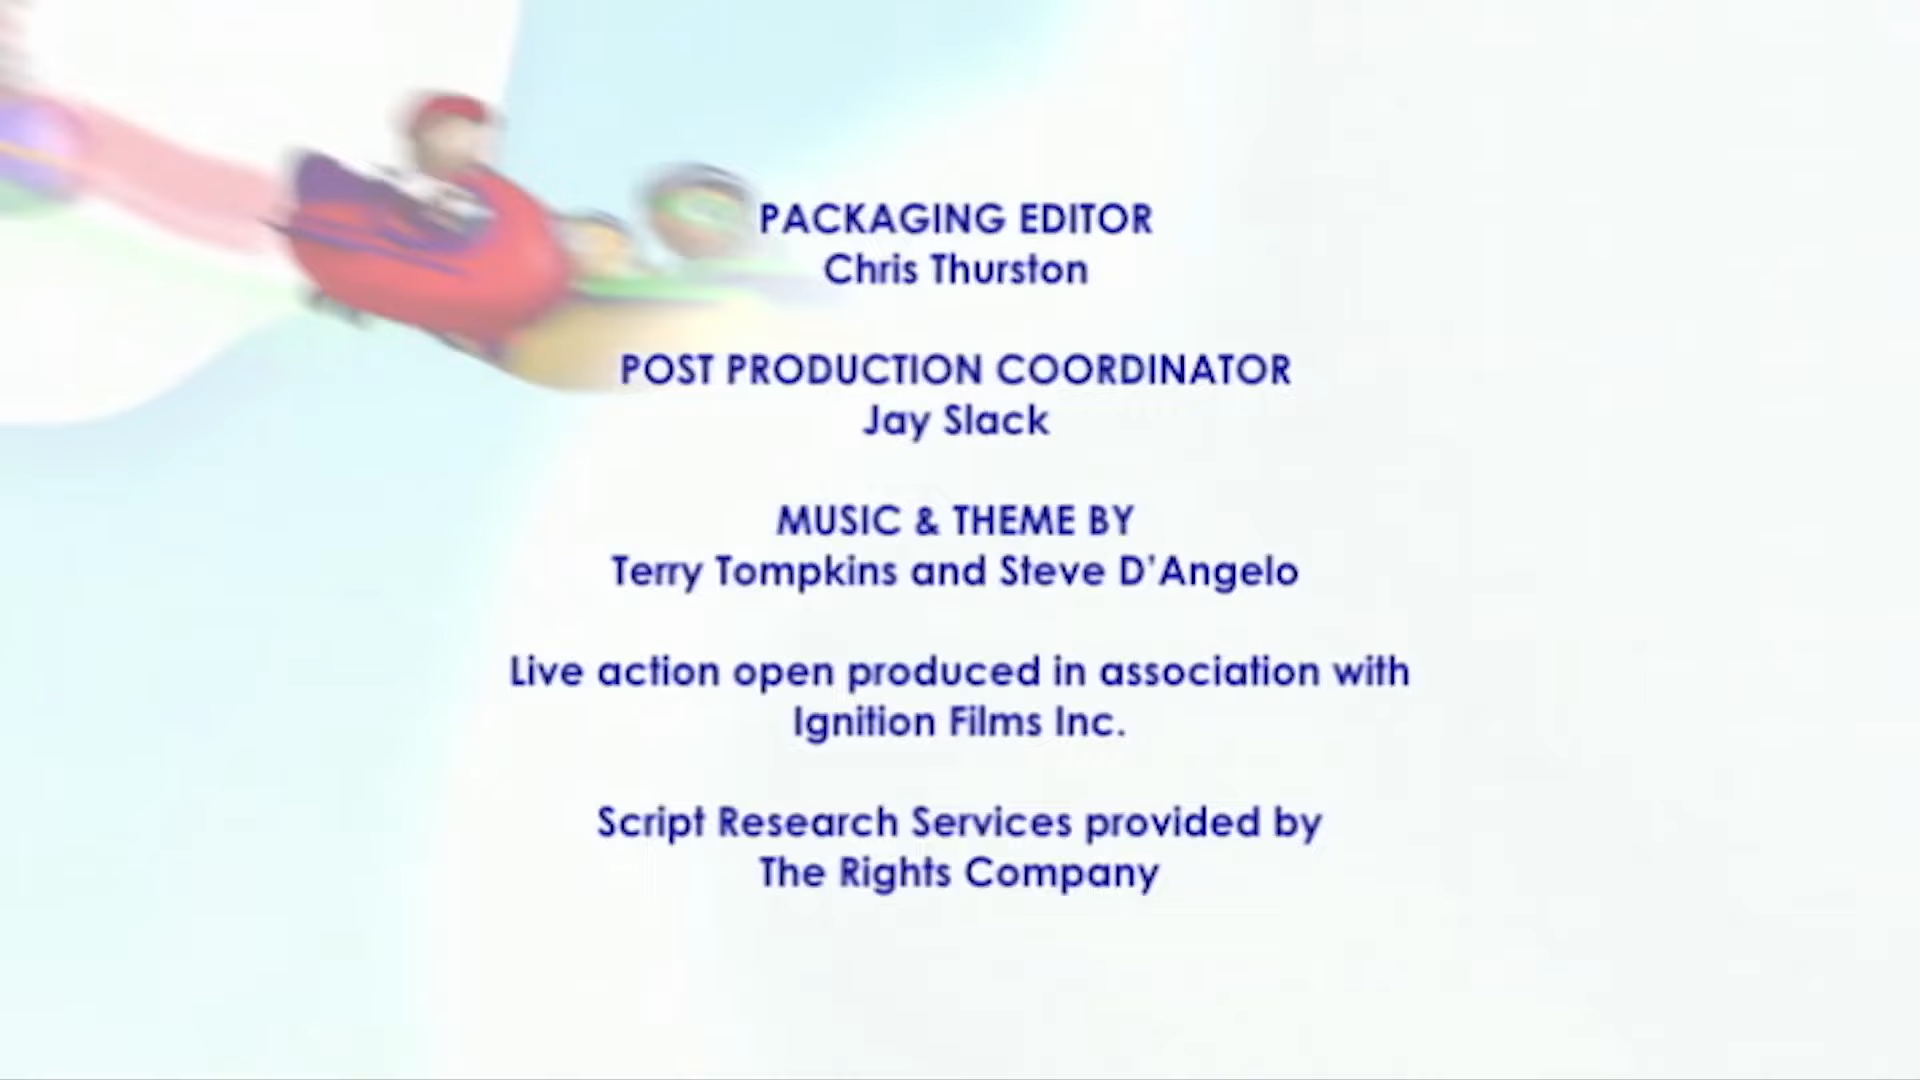 PACKAGING EDITOR
Chris Thurston
POST PRODUCTION COORDINATOR
Jay Slack
MUSIC & THEME BY
Terry Tompkins and Steve D'Angelo
Live action open produced in association with
Ignition Films Inc.
Script Research Services provided by
The Rights Company